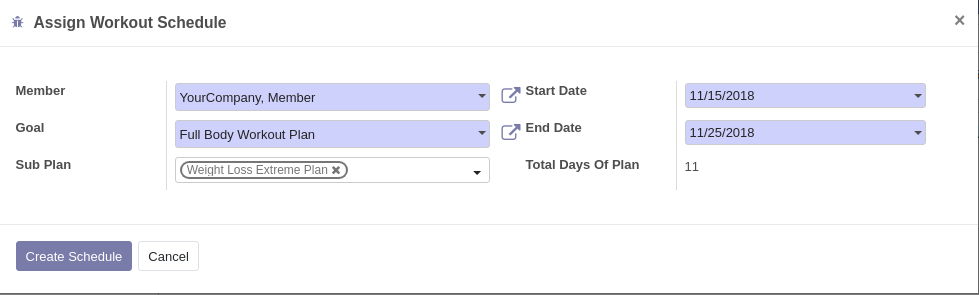 Assign Workout Schedule
×
Member
YourCompany, Member
Start Date
11/15/2018
Goal
Full Body Workout Plan
End Date
11/25/2018
Sub Plan
Weight Loss Extreme Plan
Total Days Of Plan
11
Create Schedule
Cancel